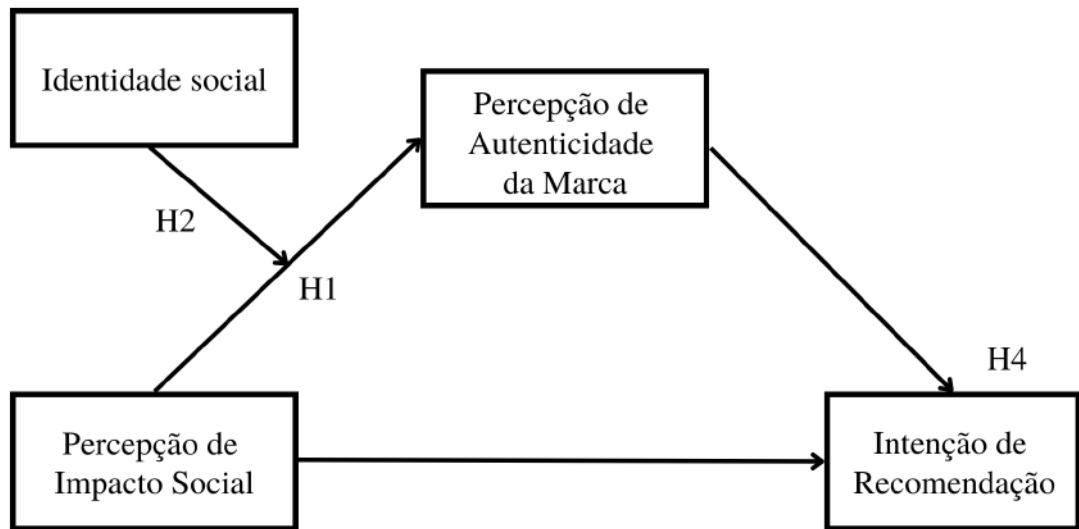 Identidade social
Percepção de
Autenticidade
da Marca
H2
H1
H4
Percepção de
Impacto Social
Intenção de
Recomendação